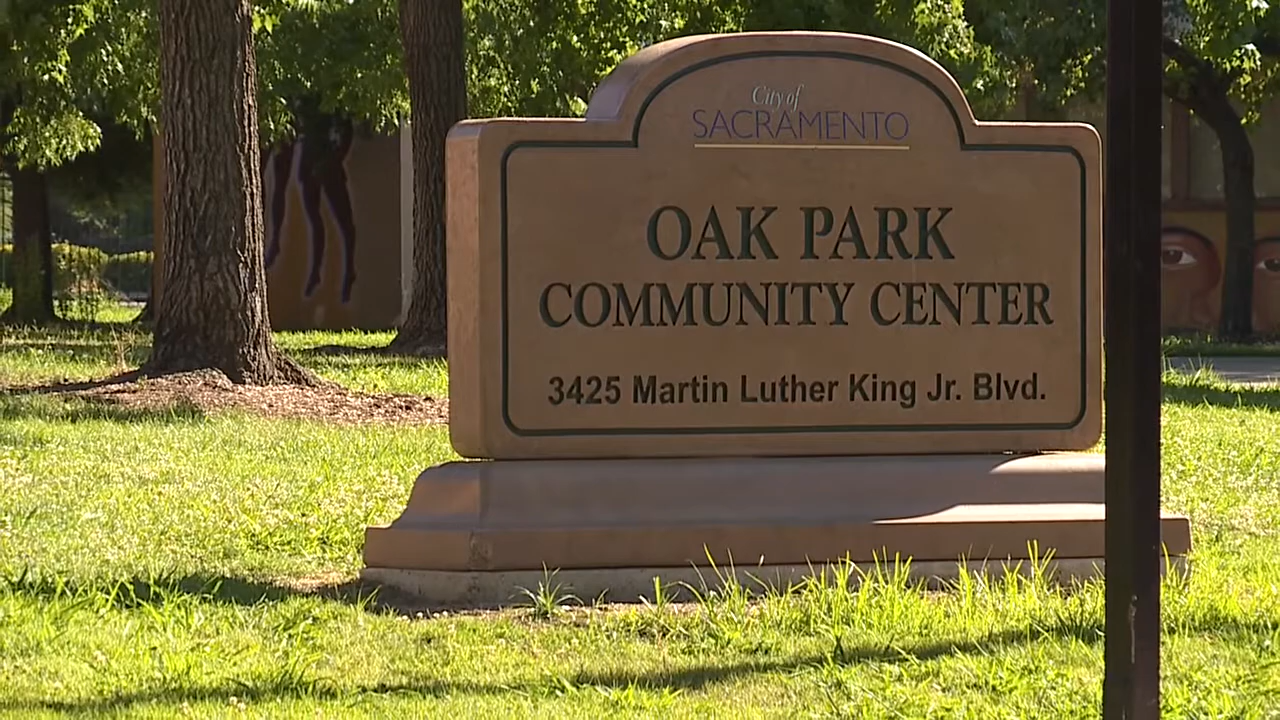 City of
SACRAMENTO
OAK PARK
COMMUNITY CENTER
3425 Martin Luther King Jr. Blvd.